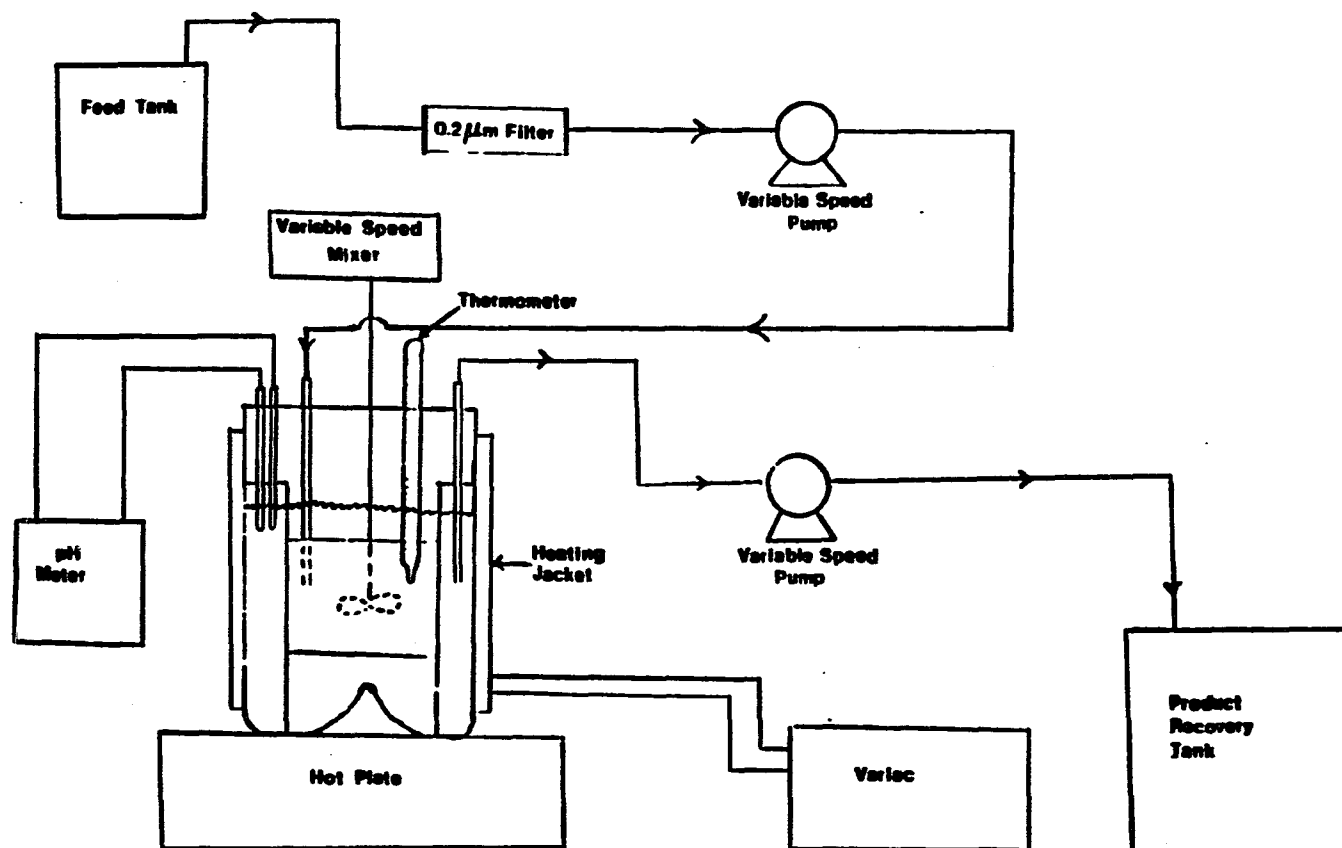 Feed Tank
0.2μm Filter
Variable Speed
Pump
Variable Speed
Mixer
Thermometer
pH
Meter
Heating
Jacket
Variable Speed
Pump
Product
Recovery
Tank
Hot Plate
Variac